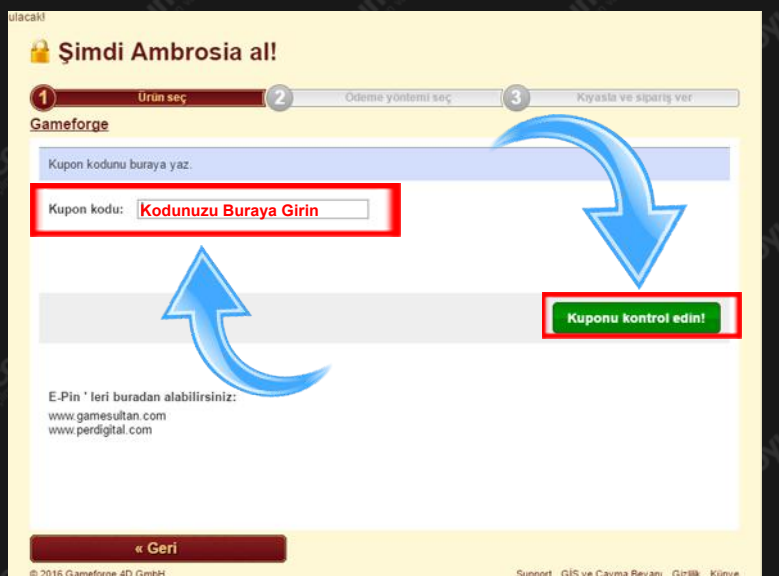 ulacak!
Şimdi Ambrosia al!
1 Ürün seç 2 Ödeme yöntemi seç 3 Kıyasla ve sipariş ver
Gameforge
Kupon kodunu buraya yaz.
Kupon kodu: Kodunuzu Buraya Girin
Kuponu kontrol edin!
E-Pin ' leri buradan alabilirsiniz:
www.gamesultan.com
www.perdigital.com
« Geri
© 2016 Gameforge 4D GmbH Support GİS ve Cayma Beyanı Gizlilik Künye